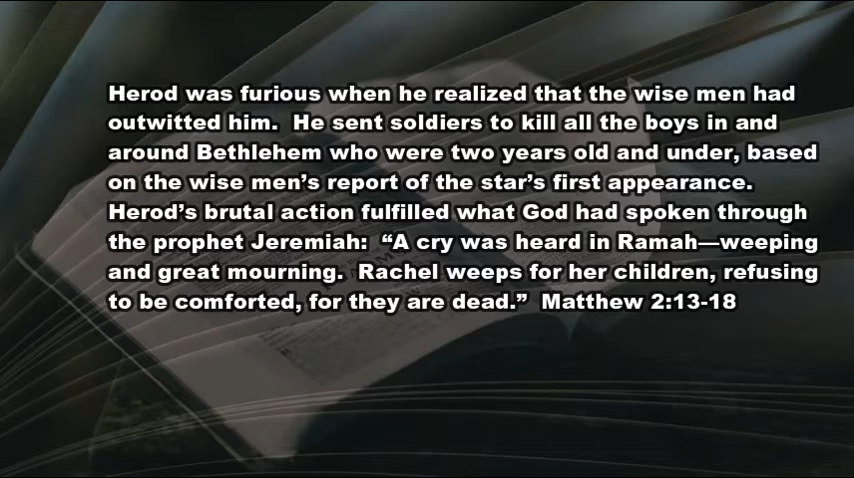 Herod was furious when he realized that the wise men had
outwitted him.  He sent soldiers to kill all the boys in and
around Bethlehem who were two years old and under, based
on the wise men’s report of the star’s first appearance.
Herod’s brutal action fulfilled what God had spoken through
the prophet Jeremiah:  “A cry was heard in Ramah—weeping
and great mourning.  Rachel weeps for her children, refusing
to be comforted, for they are dead.”  Matthew 2:13-18